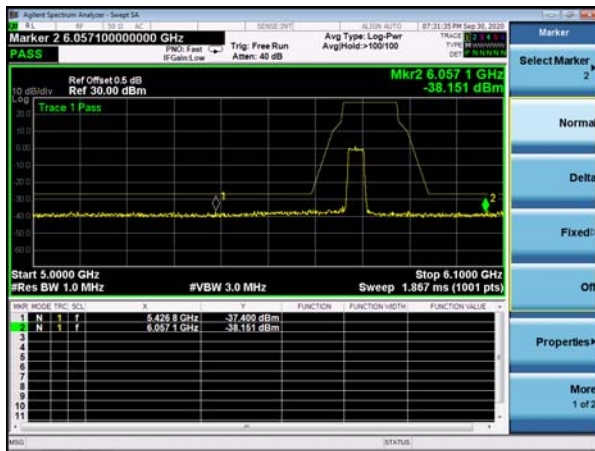 Agilent Spectrum Analyzer - Swept SA
RL RF 50 Ω AC SENSE:INT ALIGN AUTO 07:31:35 PM Sep 30, 2020
Marker 2 6.057100000000 GHz
Avg Type: Log-Pwr
TRACE 1 2 3 4 5 6
PASS
PNO: Fast
Trig: Free Run
Avg|Hold:>100/100
TYPE M WWWWW
IFGain:Low
Atten: 40 dB
DET P N N N N N
Mkr2 6.057 1 GHz
Ref Offset 0.5 dB
10 dB/div Ref 30.00 dBm
-38.151 dBm
Log
Trace 1 Pass
20.0
10.0
0.00
-10.0
-20.0
-30.0
-40.0
-50.0
-60.0
1
2
Start 5.0000 GHz
Stop 6.1000 GHz
#Res BW 1.0 MHz
#VBW 3.0 MHz
Sweep 1.867 ms (1001 pts)
MKR MODE TRC SCL X Y FUNCTION FUNCTION WIDTH FUNCTION VALUE
1 N 1 f 5.426 8 GHz -37.400 dBm
2 N 1 f 6.057 1 GHz -38.151 dBm
3
4
5
6
7
8
9
10
11
MSG
STATUS
Marker
Select Marker
2
Normal
Delta
Fixed
Off
Properties
More
1 of 2